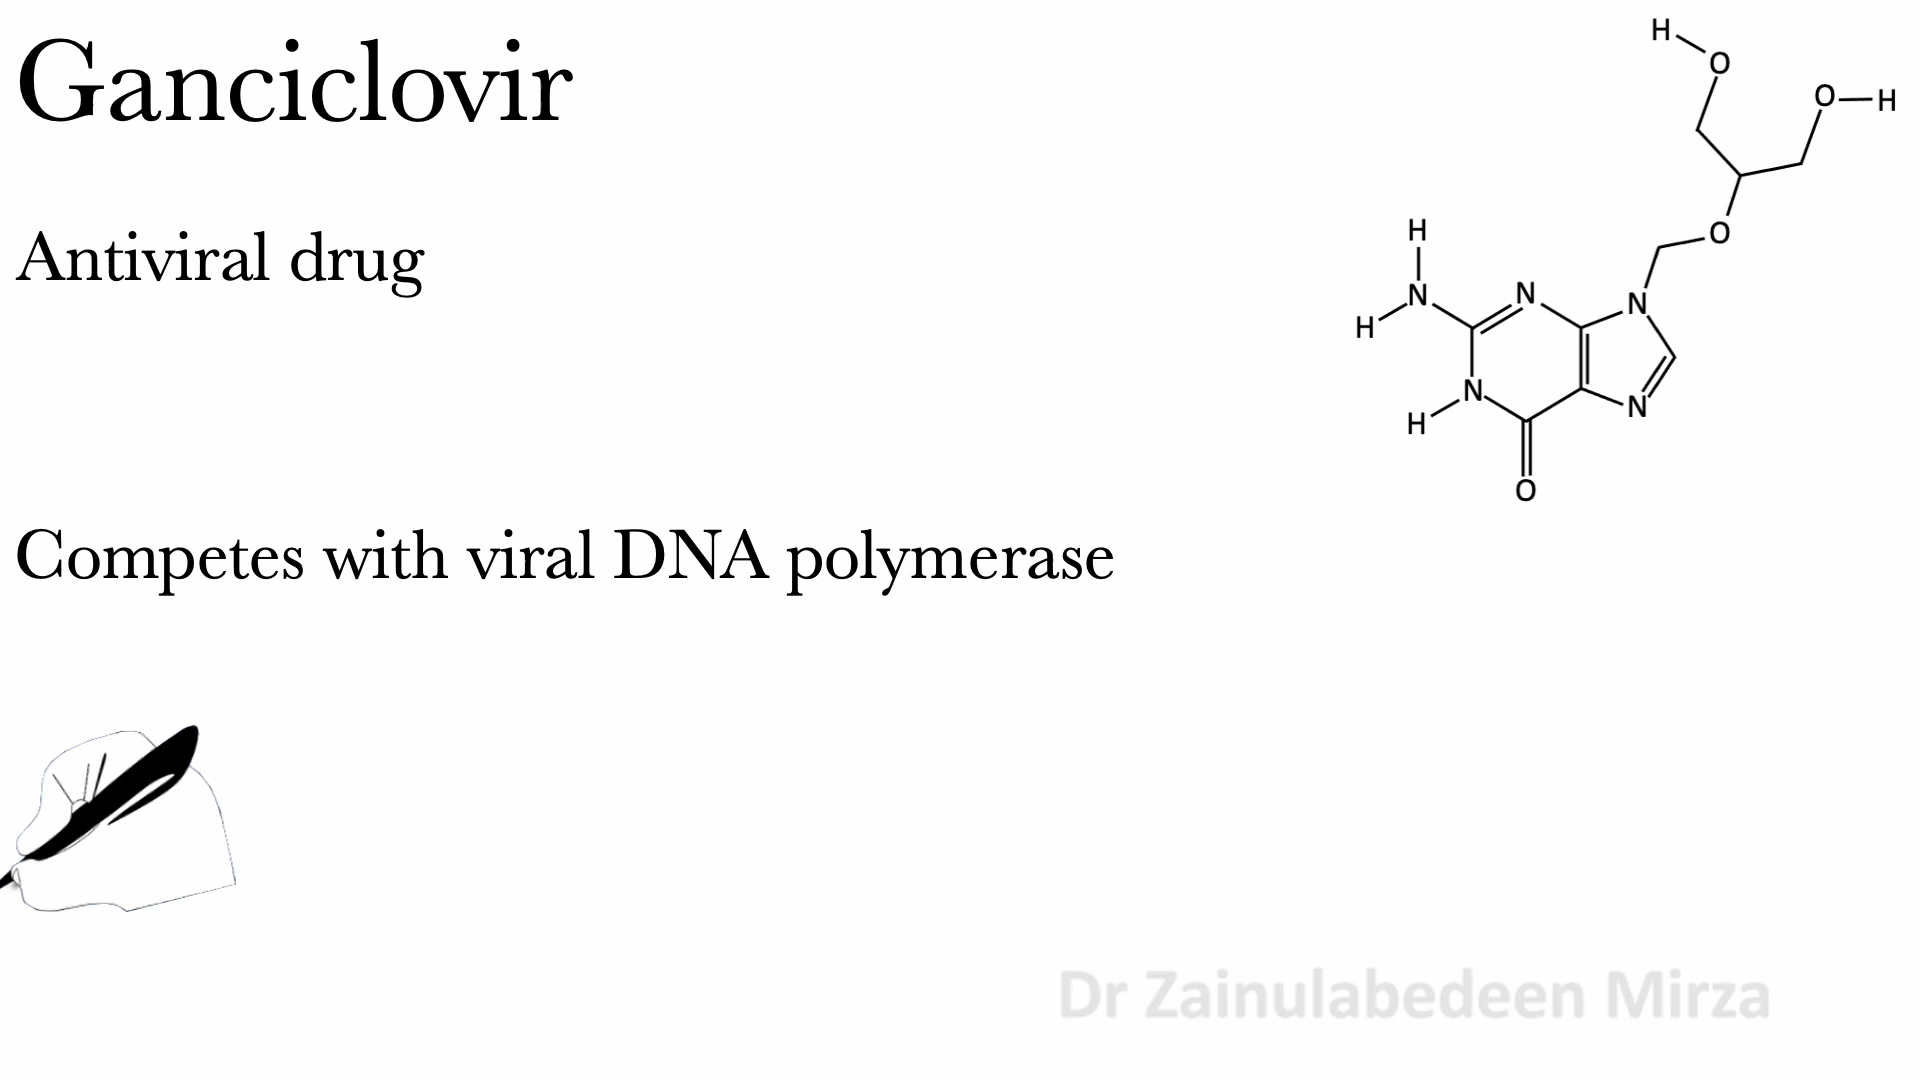 Ganciclovir
Antiviral drug
Competes with viral DNA polymerase
H
O
O H
O
H
N
H
N
N
N
H
N
O
Dr Zainulabedeen Mirza